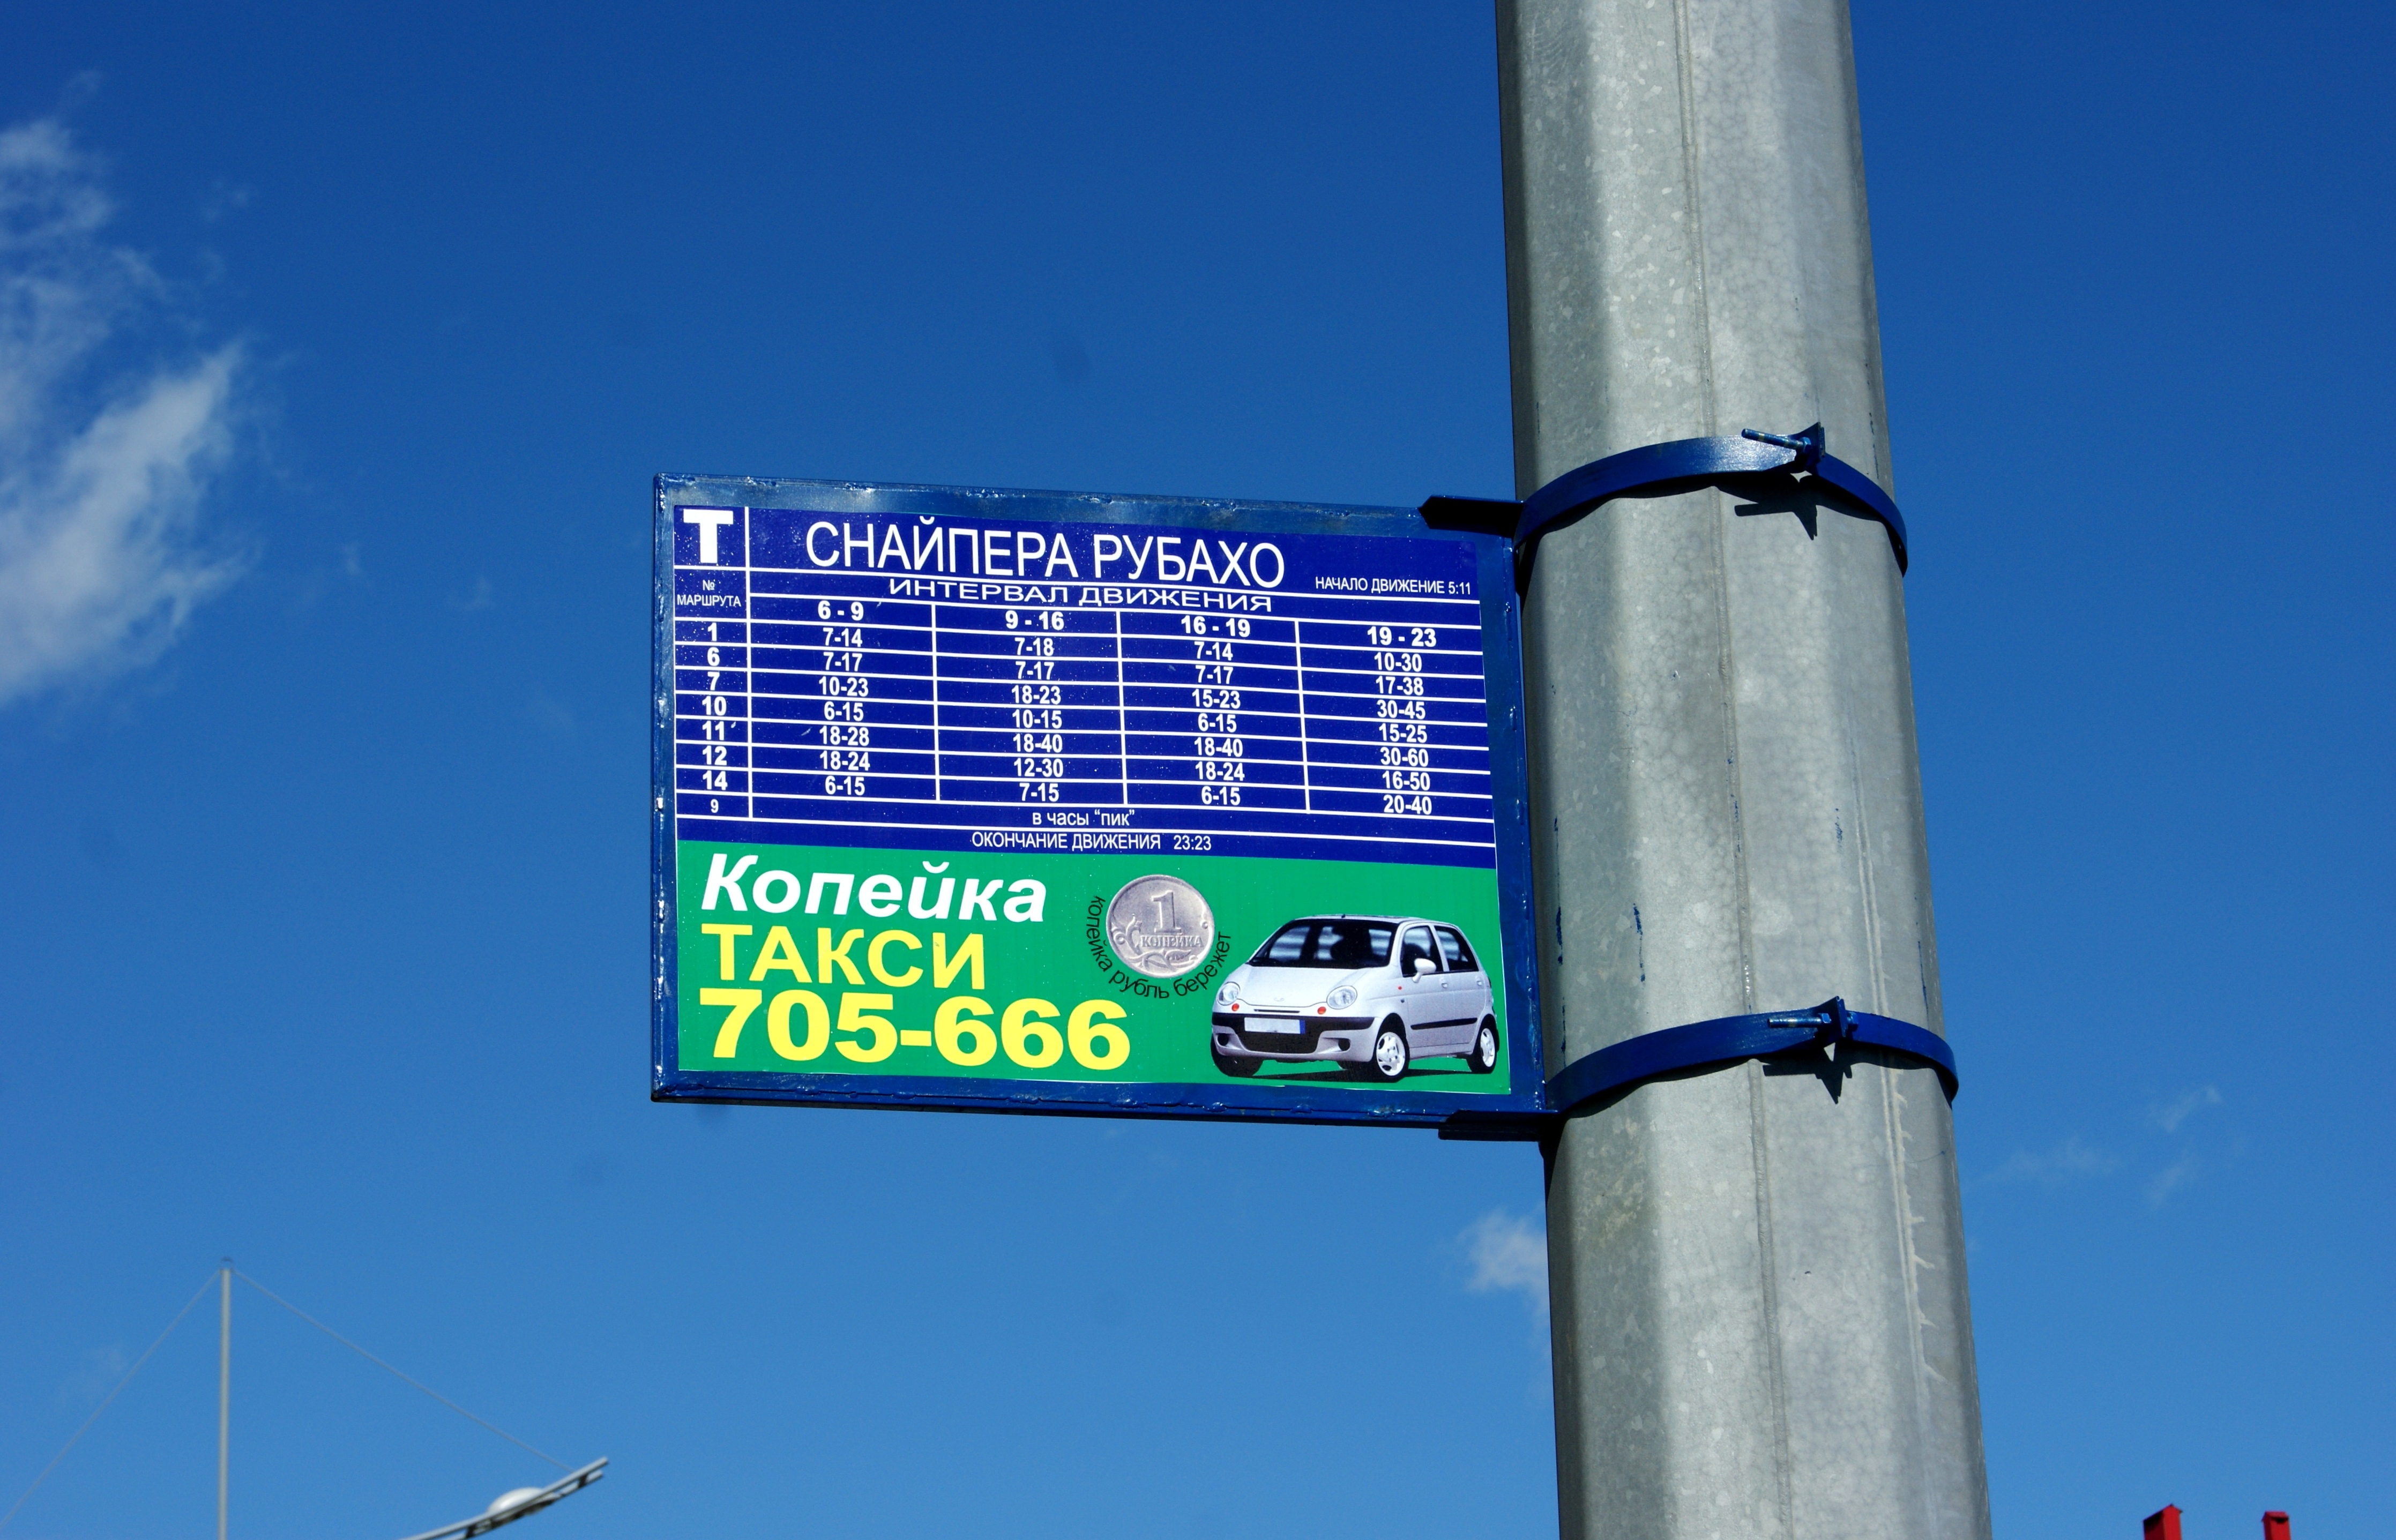 Т СНАЙПЕРА РУБАХО
НАЧАЛО ДВИЖЕНИЕ 5:11
№ МАРШРУТА
ИНТЕРВАЛ ДВИЖЕНИЯ
6 - 9 9 - 16 16 - 19 19 - 23
1 7-14 7-18 7-14 10-30
6 7-17 7-17 7-17 17-38
7 10-23 18-23 15-23 30-45
10 6-15 10-15 6-15 15-25
11 18-28 18-40 18-40 30-60
12 18-24 12-30 18-24 16-50
14 6-15 7-15 6-15 20-40
9 в часы “пик”
ОКОНЧАНИЕ ДВИЖЕНИЯ 23:23
Копейка
ТАКСИ
705-666
1
КОПЕЙКА
копейка рубль бережет